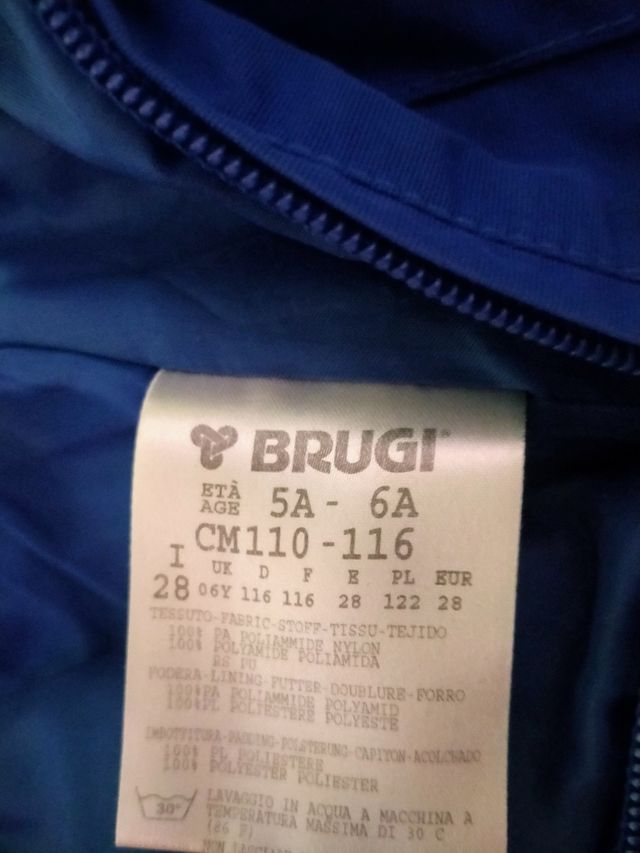 BRUGI
ETÀ AGE 5A - 6A
CM110-116
I UK D F E PL EUR
28 06Y 116 116 28 122 28
TESSUTO-FABRIC-STOFF-TISSU-TEJIDO
100% PA POLIAMMIDE NYLON
100% POLYAMIDE POLIAMIDA
RS PU
FODERA-LINING-FUTTER-DOUBLURE-FORRO
100%PA POLIAMMIDE POLYAMID
100%PL POLIESTERE POLYESTE
IMBOTTITURA-PADDING-POLSTERUNG-CAPITON-ACOLCHADO
100% PL POLIESTERE
100% POLYESTER POLIESTER
30°
LAVAGGIO IN ACQUA A MACCHINA A
TEMPERATURA MASSIMA DI 30 C
(86 F)
NON